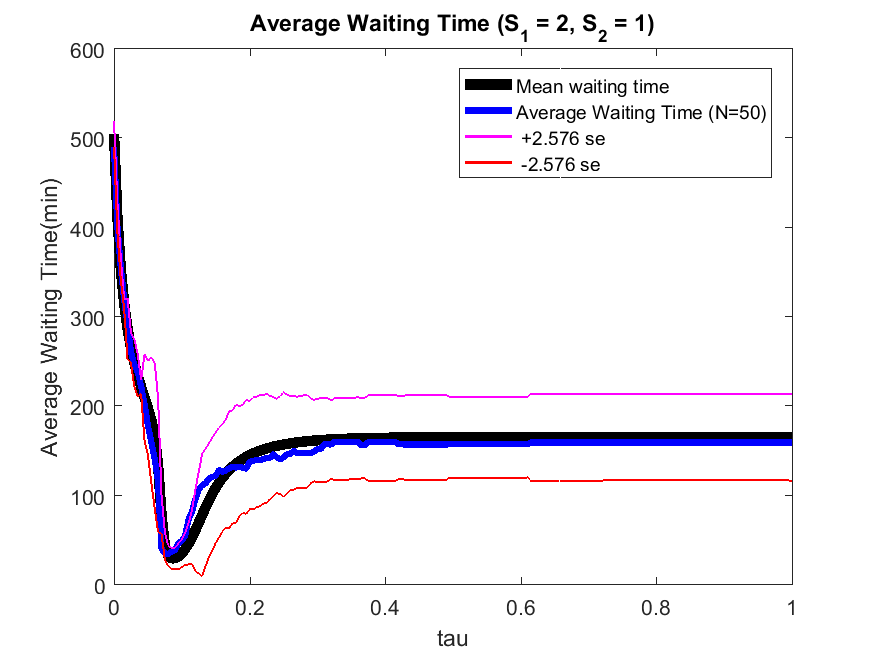 Average Waiting Time (S₁ = 2, S₂ = 1)
600
500
400
300
200
100
0
Average Waiting Time(min)
Mean waiting time
Average Waiting Time (N=50)
+2.576 se
-2.576 se
0 0.2 0.4 0.6 0.8 1
tau